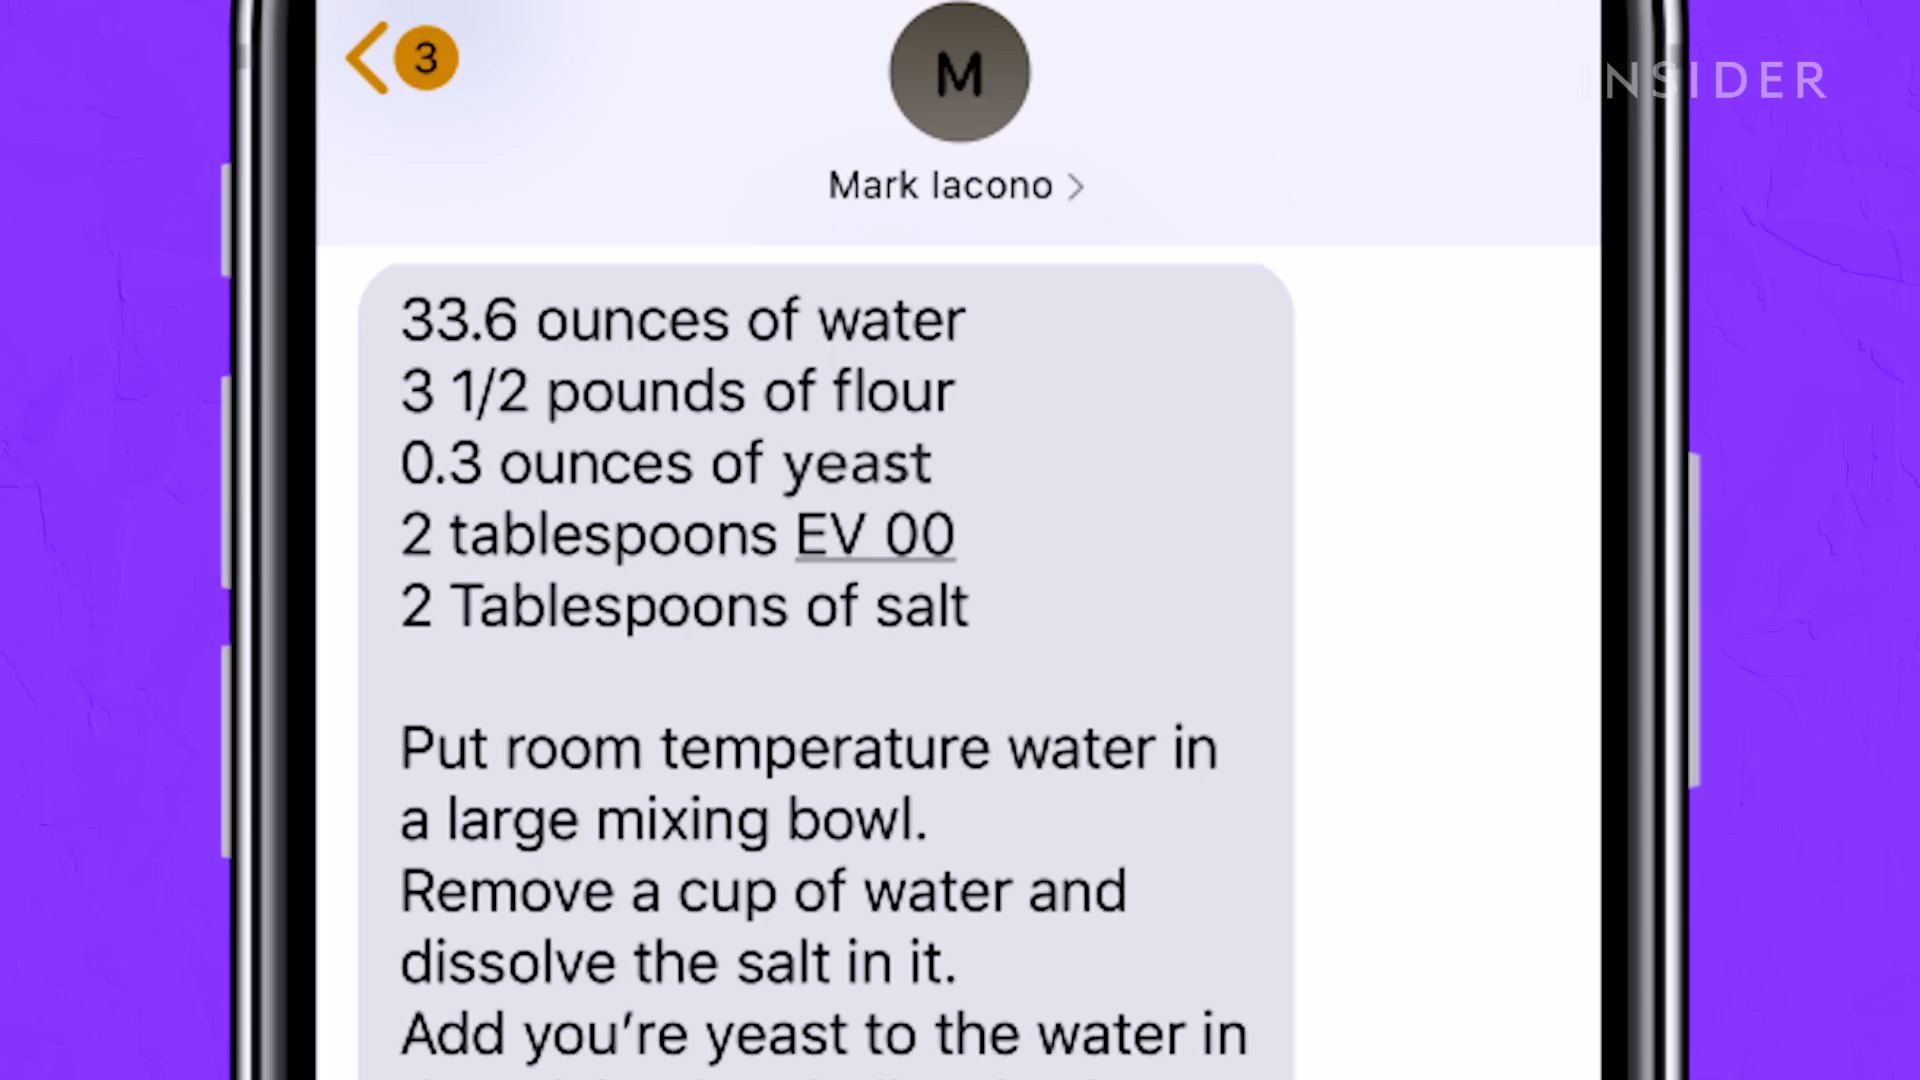 3
M
INSIDER
Mark Iacono
33.6 ounces of water
3 1/2 pounds of flour
0.3 ounces of yeast
2 tablespoons EV 00
2 Tablespoons of salt
Put room temperature water in
a large mixing bowl.
Remove a cup of water and
dissolve the salt in it.
Add you’re yeast to the water in